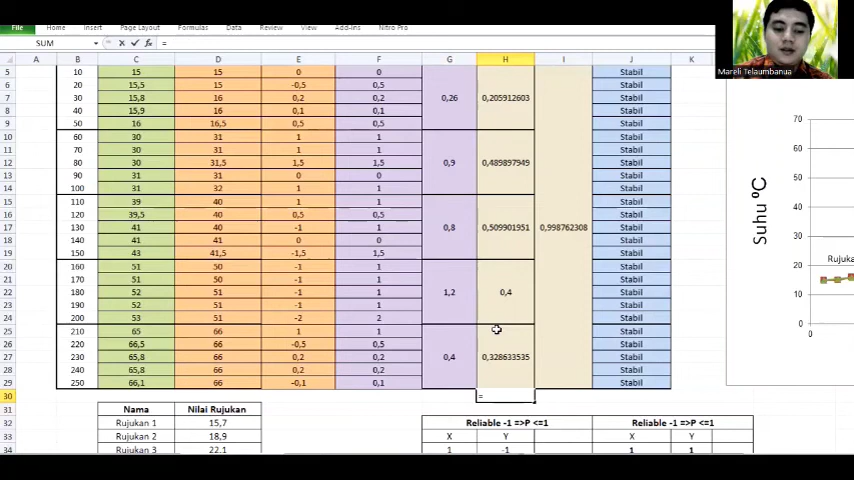 File Home Insert Page Layout Formulas Data Review View Add-Ins Nitro Pro
SUM fx =
Mareli Telaumbanua
A B C D E F G H I J K
5 10 15 15 0 0 Stabil
6 20 15,5 15 -0,5 0,5 Stabil
7 30 15,8 16 0,2 0,2 0,26 0,205912603 Stabil
8 40 15,9 16 0,1 0,1 Stabil
9 50 16 16,5 0,5 0,5 Stabil
10 60 30 31 1 1 Stabil
11 70 30 31 1 1 Stabil
12 80 30 31,5 1,5 1,5 0,9 0,489897949 Stabil
13 90 31 31 0 0 Stabil
14 100 31 32 1 1 Stabil
15 110 39 40 1 1 Stabil
16 120 39,5 40 0,5 0,5 Stabil
17 130 41 40 -1 1 0,8 0,509901951 0,998762308 Stabil
18 140 41 41 0 0 Stabil
19 150 43 41,5 -1,5 1,5 Stabil
20 160 51 50 -1 1 Stabil
21 170 51 50 -1 1 Stabil
22 180 52 51 -1 1 1,2 0,4 Stabil
23 190 52 51 -1 1 Stabil
24 200 53 51 -2 2 Stabil
25 210 65 66 1 1 Stabil
26 220 66,5 66 -0,5 0,5 Stabil
27 230 65,8 66 0,2 0,2 0,4 0,328633535 Stabil
28 240 65,8 66 0,2 0,2 Stabil
29 250 66,1 66 -0,1 0,1 Stabil
30 =
31 Nama Nilai Rujukan
32 Rujukan 1 15,7 Reliable -1 =>P <=1 Reliable -1 =>P <=1
33 Rujukan 2 18,9 X Y X Y
34 Rujukan 3 22,1 1 -1 1 1
Suhu ºC
70
60
50
40
30
20
10
0
0
Rujuka